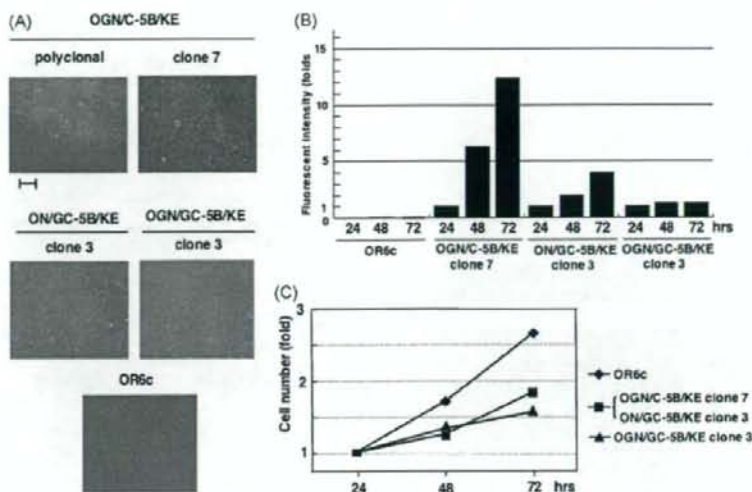 (A)
OGN/C-5B/KE
polyclonal clone 7
ON/GC-5B/KE OGN/GC-5B/KE
clone 3 clone 3
OR6c
(B)
Fluorescent intensity (folds
15
10
5
1
0
24 48 72 24 48 72 24 48 72 24 48 72 hrs
OR6c OGN/C-5B/KE ON/GC-5B/KE OGN/GC-5B/KE
clone 7 clone 3 clone 3
(C)
Cell number (fold)
3
2
1
24 48 72 hrs
OR6c
OGN/C-5B/KE clone 7
ON/GC-5B/KE clone 3
OGN/GC-5B/KE clone 3